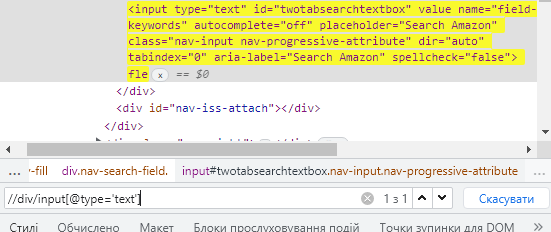 <input type="text" id="twotabsearchtextbox" value name="field-
keywords" autocomplete="off" placeholder="Search Amazon"
class="nav-input nav-progressive-attribute" dir="auto"
tabindex="0" aria-label="Search Amazon" spellcheck="false">
fle x == $0
</div>
<div id="nav-iss-attach"></div>
</div>
... -fill div.nav-search-field. input#twotabsearchtextbox.nav-input.nav-progressive-attribute
//div/input[@type='text'] 1 з 1 Скасувати
Стилі Обчислено Макет Блоки прослуховування подій Точки зупинки для DOM »